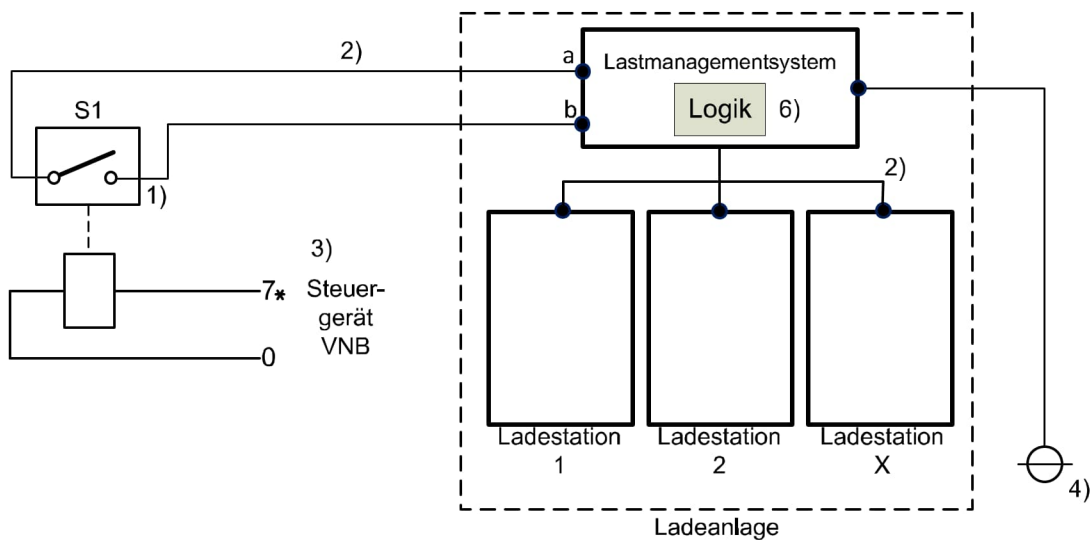 2)
a
Lastmanagementsystem
S1
b
Logik 6)
1)
2)
3)
7* Steuer-
gerät
VNB
0
Ladestation
1
Ladestation
2
Ladestation
X
4)
Ladeanlage